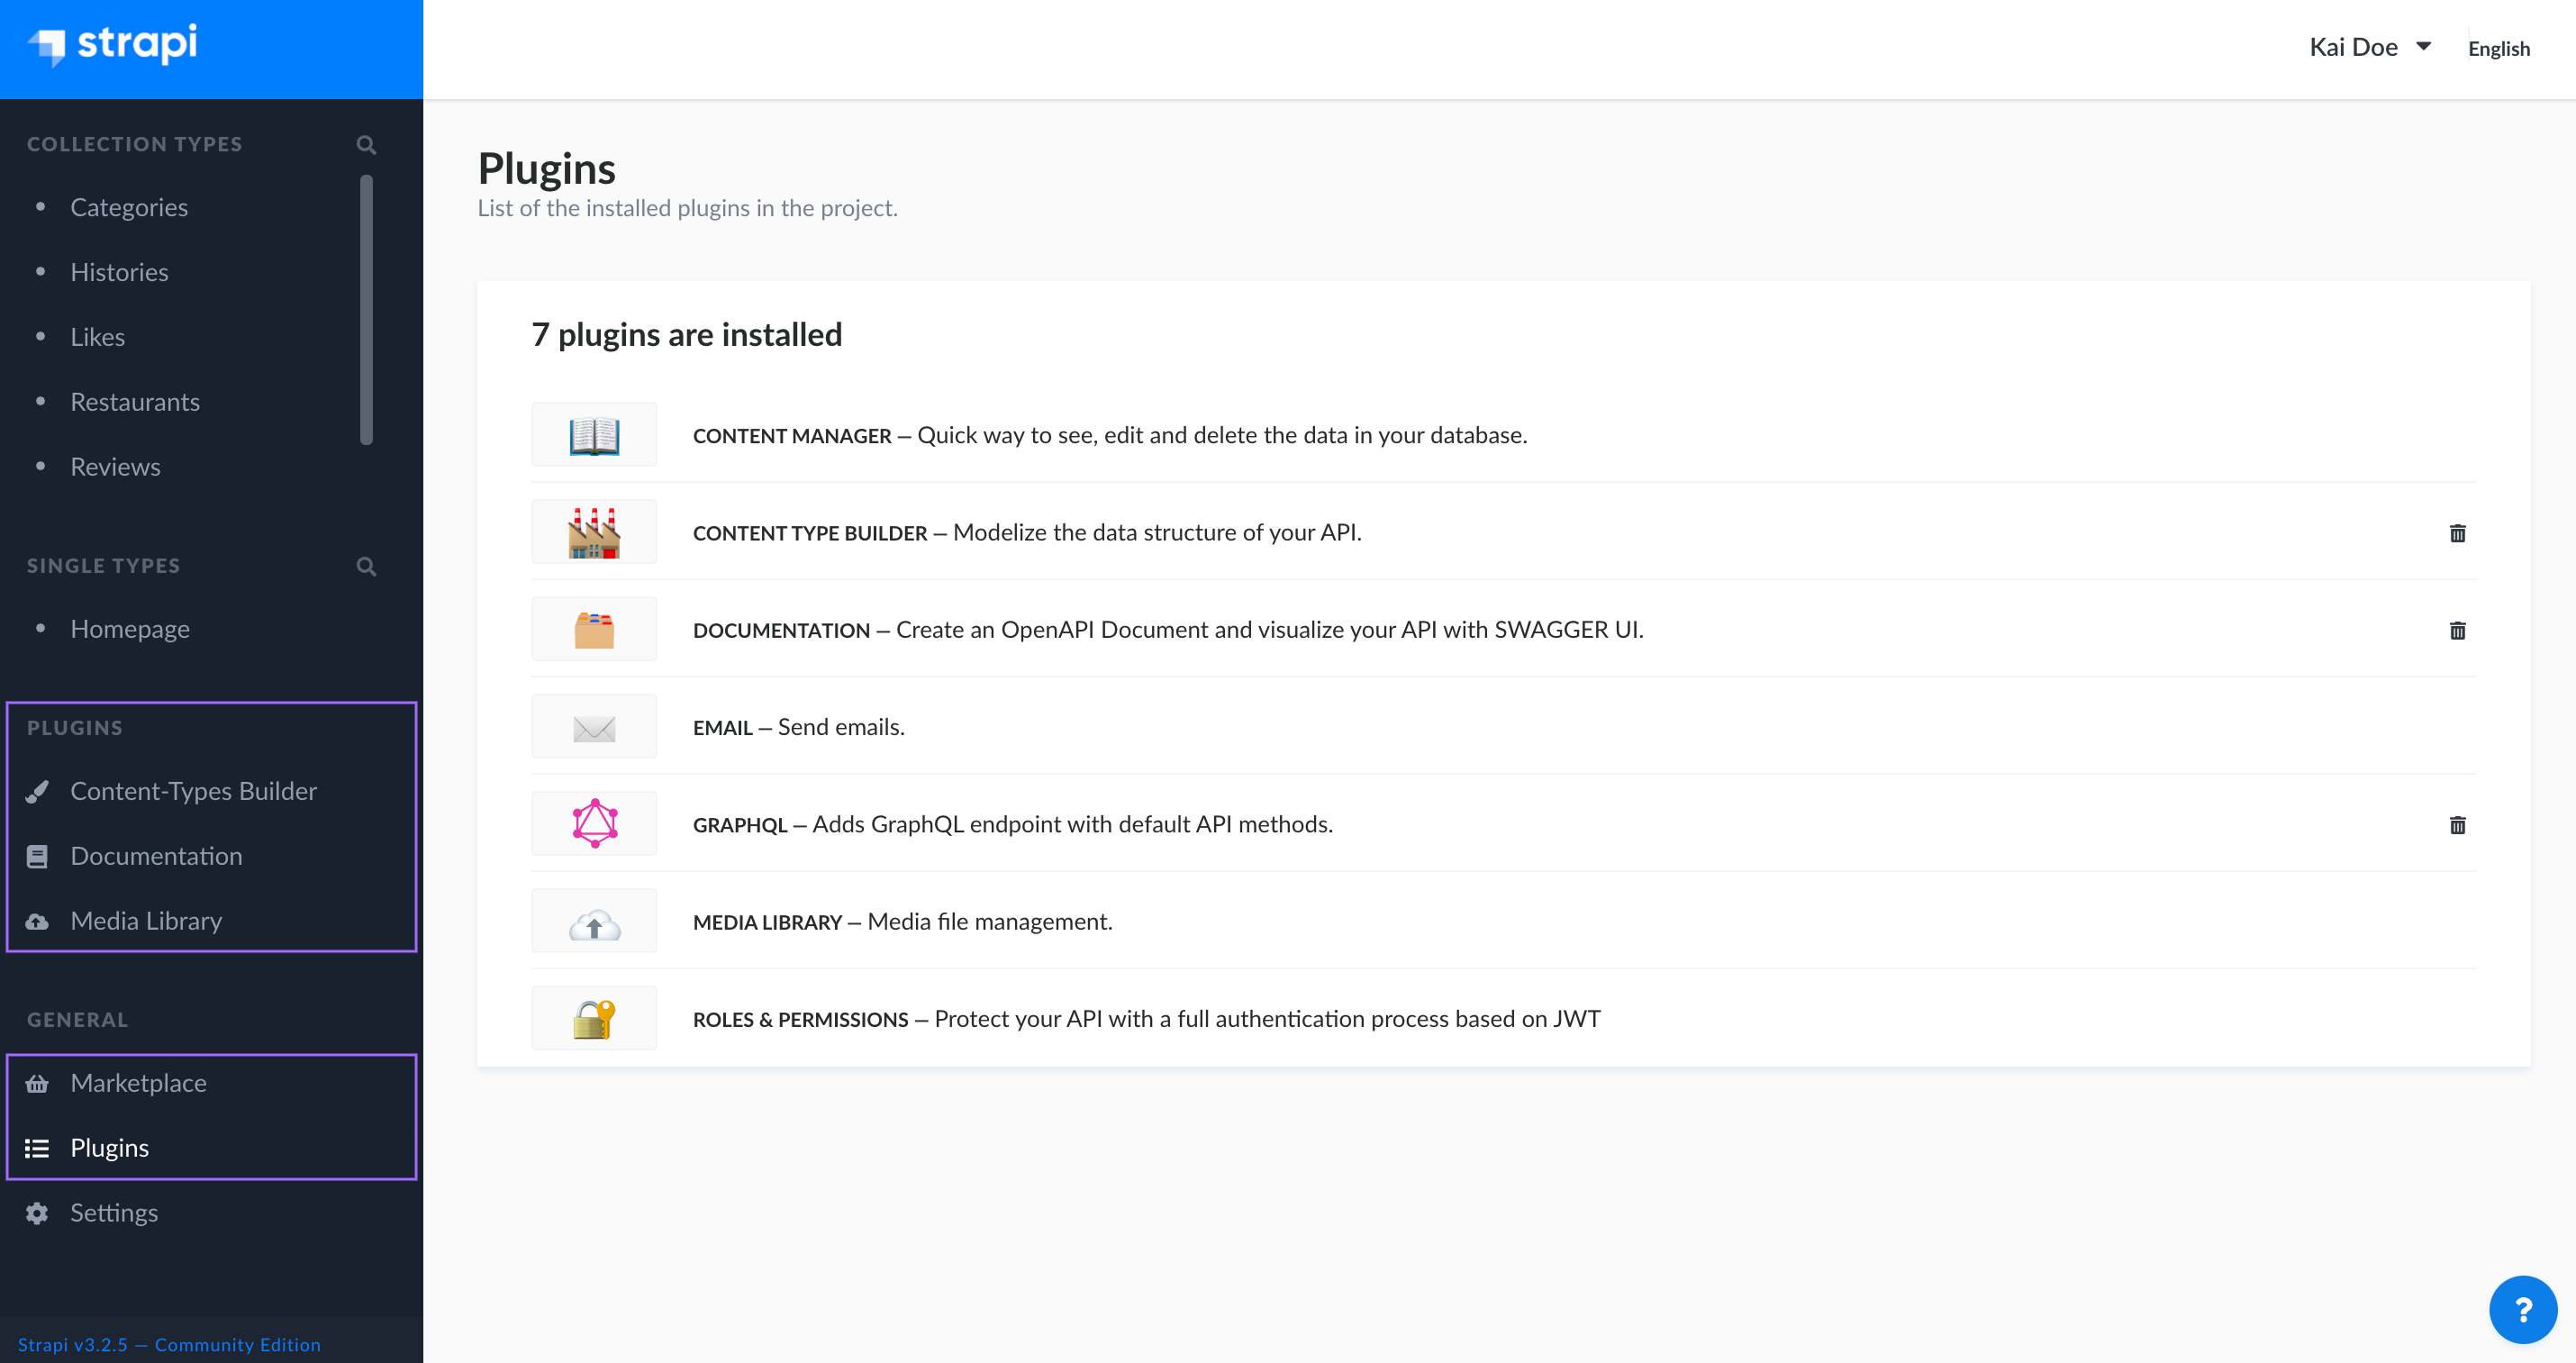 strapi
Kai Doe
English
COLLECTION TYPES
Categories
Histories
Likes
Restaurants
Reviews
SINGLE TYPES
Homepage
PLUGINS
Content-Types Builder
Documentation
Media Library
GENERAL
Marketplace
Plugins
Settings
Strapi v3.2.5 — Community Edition
Plugins
List of the installed plugins in the project.
7 plugins are installed
CONTENT MANAGER — Quick way to see, edit and delete the data in your database.
CONTENT TYPE BUILDER — Modelize the data structure of your API.
DOCUMENTATION — Create an OpenAPI Document and visualize your API with SWAGGER UI.
EMAIL — Send emails.
GRAPHQL — Adds GraphQL endpoint with default API methods.
MEDIA LIBRARY — Media file management.
ROLES & PERMISSIONS — Protect your API with a full authentication process based on JWT
?